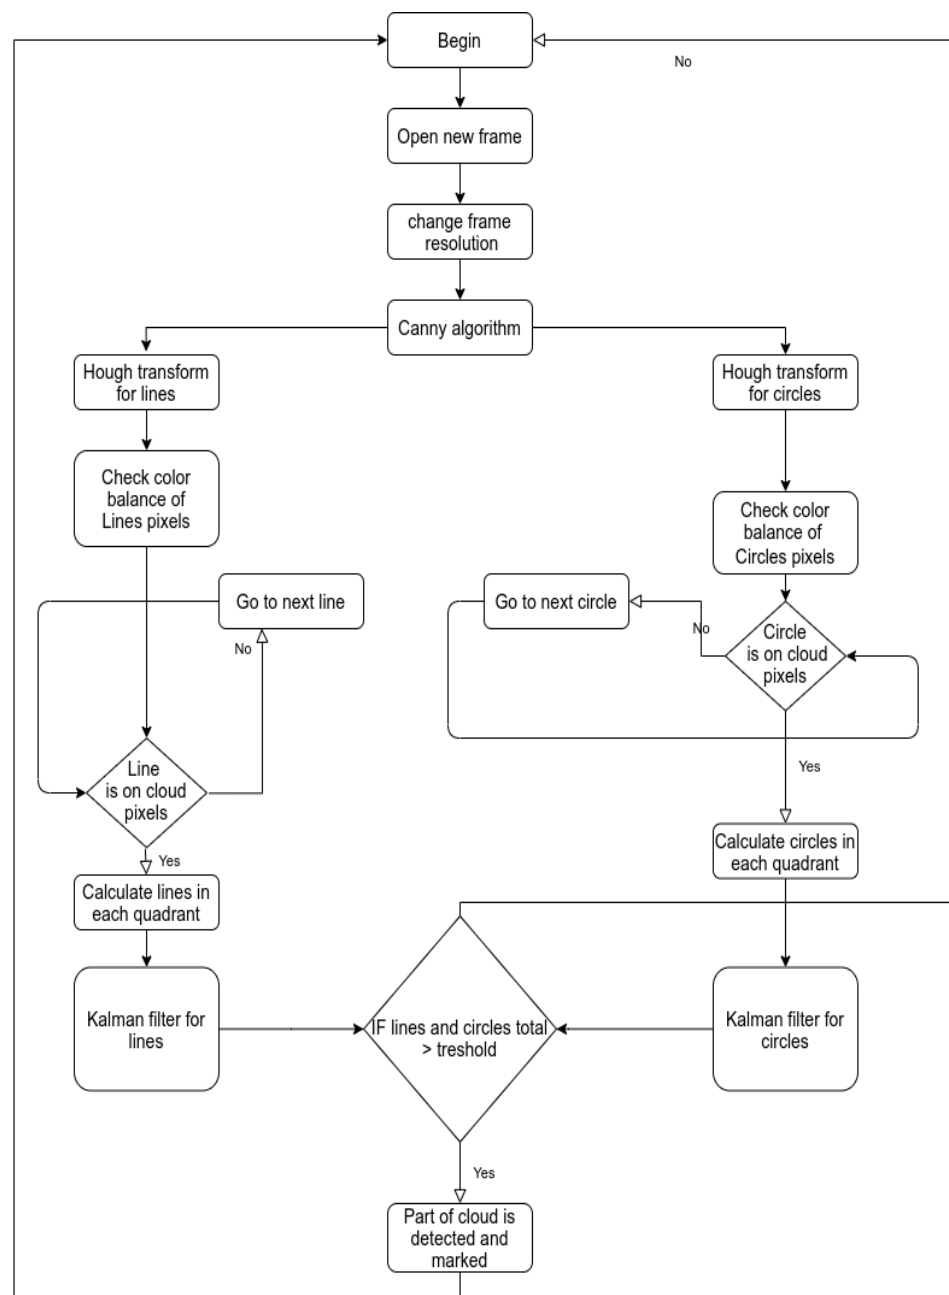 Begin
No
Open new frame
change frame
resolution
Canny algorithm
Hough transform
for lines
Hough transform
for circles
Check color
balance of
Lines pixels
Check color
balance of
Circles pixels
Go to next line
No
Go to next circle
No
Circle
is on cloud
pixels
Line
is on cloud
pixels
Yes
Yes
Calculate lines in
each quadrant
Calculate circles in
each quadrant
Kalman filter for
lines
IF lines and circles total
> treshold
Kalman filter for
circles
Yes
Part of cloud is
detected and
marked